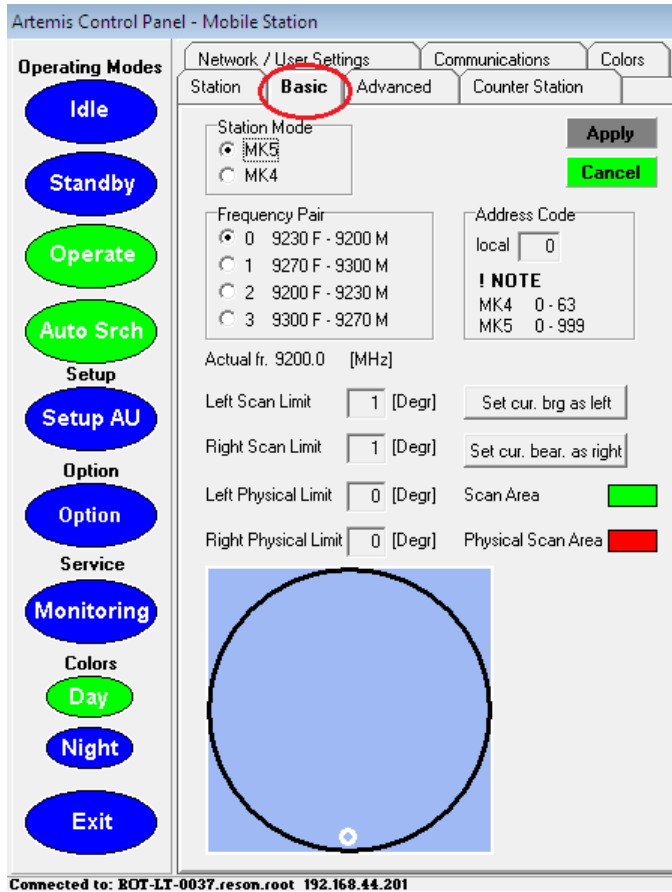 Artemis Control Panel - Mobile Station
Operating Modes
Idle
Standby
Operate
Auto Srch
Setup
Setup AU
Option
Option
Service
Monitoring
Colors
Day
Night
Exit
Network / User Settings
Communications
Colors
Station
Basic
Advanced
Counter Station
Station Mode
MK5
MK4
Apply
Cancel
Frequency Pair
0 9230 F - 9200 M
1 9270 F - 9300 M
2 9200 F - 9230 M
3 9300 F - 9270 M
Address Code
local 0
! NOTE
MK4 0 - 63
MK5 0 - 999
Actual fr. 9200.0 [MHz]
Left Scan Limit 1 [Degr] Set cur. brg as left
Right Scan Limit 1 [Degr] Set cur. bear. as right
Left Physical Limit 0 [Degr] Scan Area
Right Physical Limit 0 [Degr] Physical Scan Area
Connected to: ROT-LT-0037.reson.root 192.168.44.201